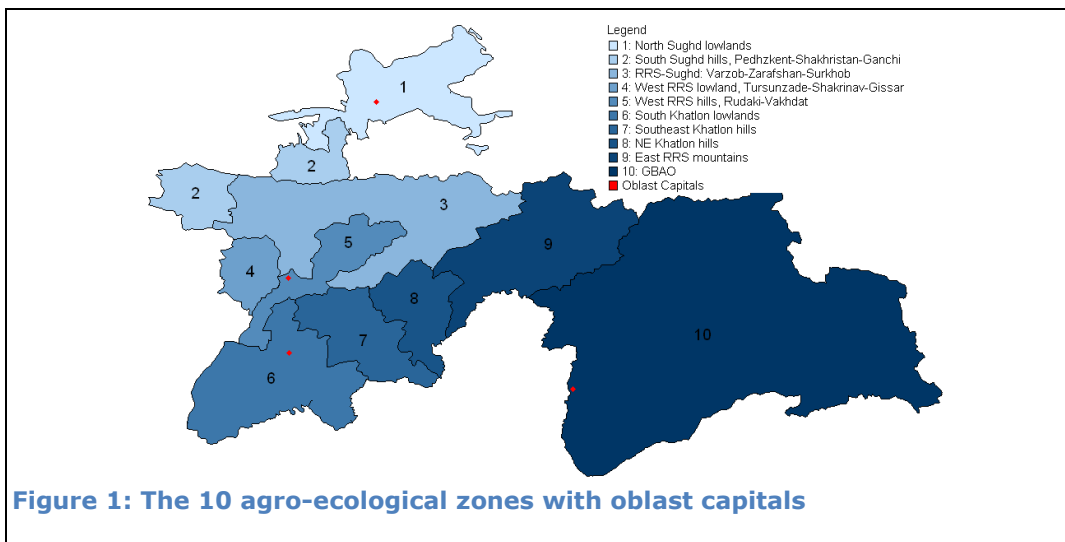 Legend
1: North Sughd lowlands
2: South Sughd hills, Pedhzkent-Shakhristan-Ganchi
3: RRS-Sughd: Varzob-Zarafshan-Surkhob
4: West RRS lowland, Tursunzade-Shakrinav-Gissar
5: West RRS hills, Rudaki-Vakhdat
6: South Khatlon lowlands
7: Southeast Khatlon hills
8: NE Khatlon hills
9: East RRS mountains
10: GBAO
Oblast Capitals
1
2
2
3
5
9
4
8
10
7
6
Figure 1: The 10 agro-ecological zones with oblast capitals